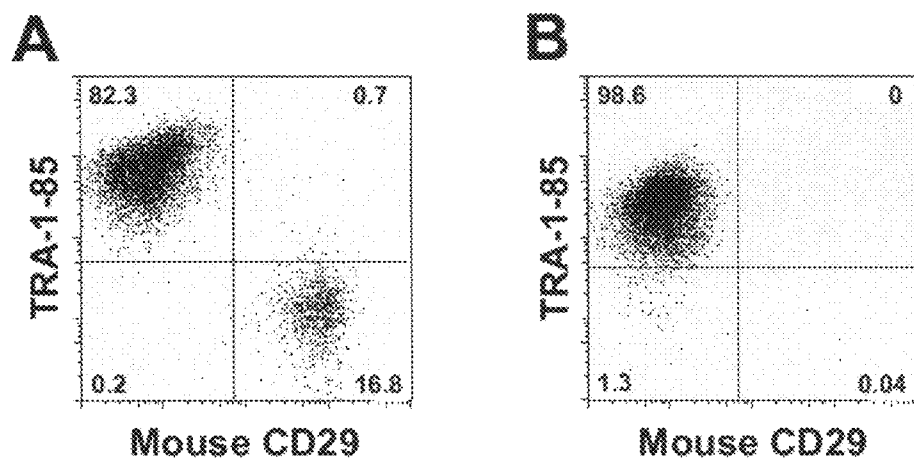 A
B
82.3
0.7
98.6
0
TRA-1-85
TRA-1-85
0.2
16.8
1.3
0.04
Mouse CD29
Mouse CD29